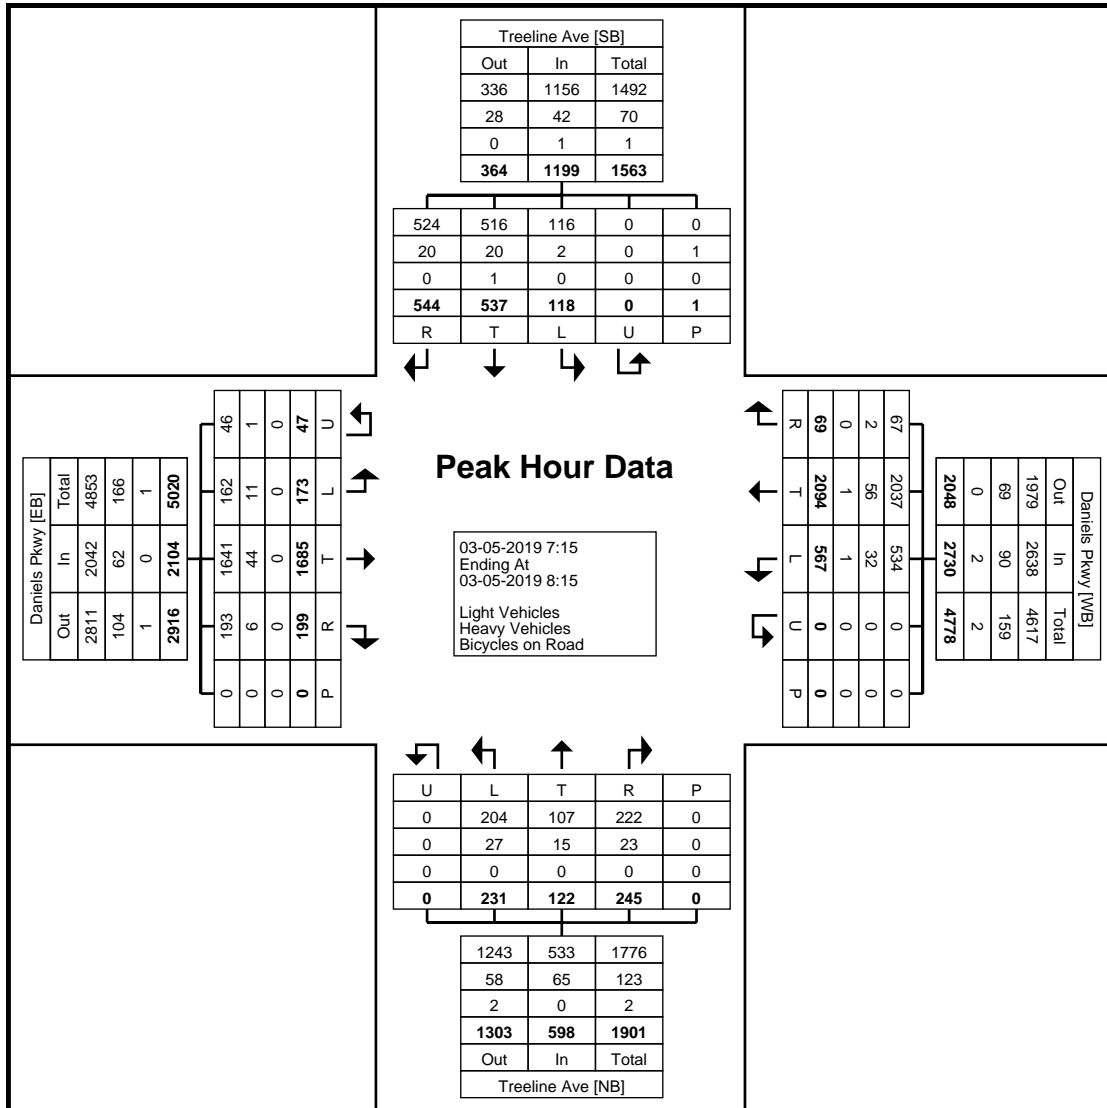 Treeline Ave [SB]
Out In Total
336 1156 1492
28 42 70
0 1 1
364 1199 1563
524 516 116 0 0
20 20 2 0 1
0 1 0 0 0
544 537 118 0 1
R T L U P
Daniels Pkwy [EB]
Total In Out
4853 2042 2811
166 62 104
1 0 1
5020 2104 2916
46 162 1641 193 0
1 11 44 6 0
0 0 0 0 0
47 173 1685 199 0
U L T R P
Peak Hour Data
03-05-2019 7:15
Ending At
03-05-2019 8:15
Light Vehicles
Heavy Vehicles
Bicycles on Road
R T L U P
69 2094 567 0 0
0 1 1 0 0
2 56 32 0 0
67 2037 534 0 0
2048 2730 4778
0 2 2
69 90 159
1979 2638 4617
Out In Total
Daniels Pkwy [WB]
U L T R P
0 204 107 222 0
0 27 15 23 0
0 0 0 0 0
0 231 122 245 0
1243 533 1776
58 65 123
2 0 2
1303 598 1901
Out In Total
Treeline Ave [NB]